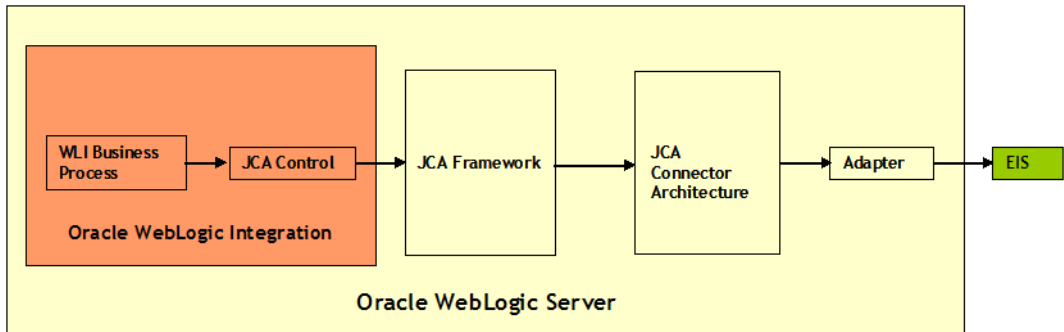 WLI Business
Process
JCA Control
JCA Framework
JCA
Connector
Architecture
Adapter
EIS
Oracle WebLogic Integration
Oracle WebLogic Server